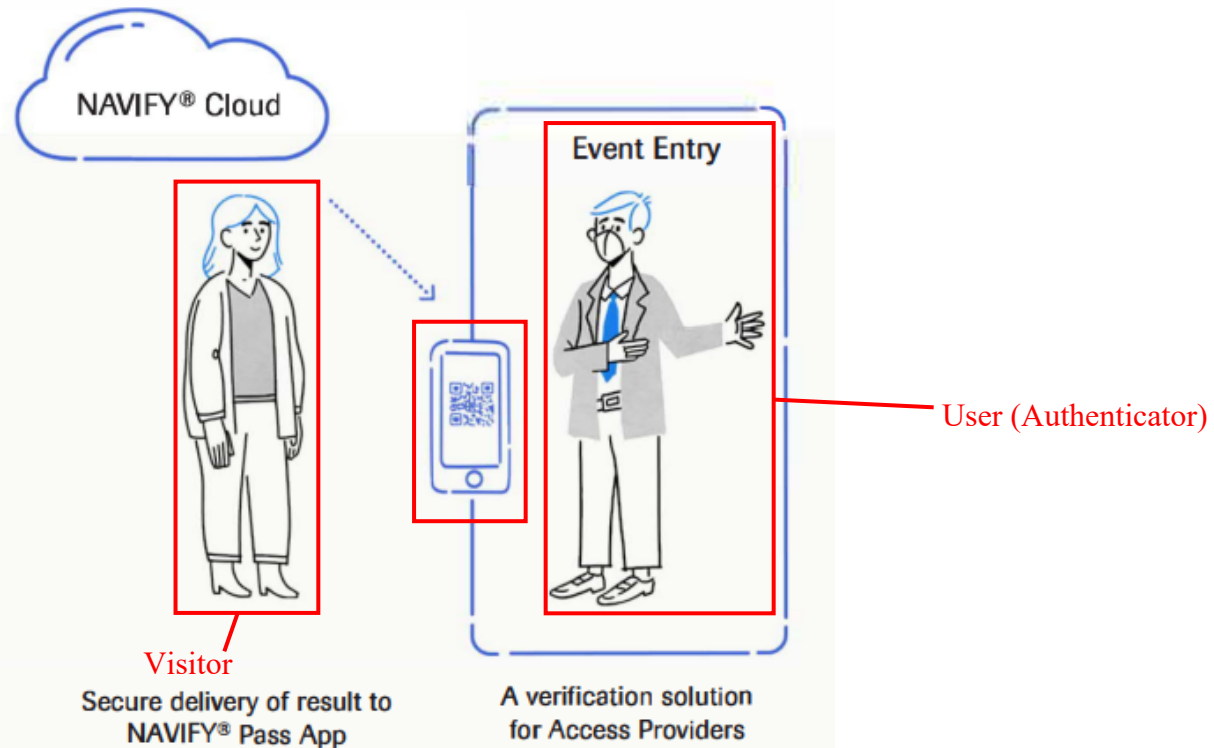 NAVIFY® Cloud
Event Entry
User (Authenticator)
Visitor
Secure delivery of result to
NAVIFY® Pass App
A verification solution
for Access Providers